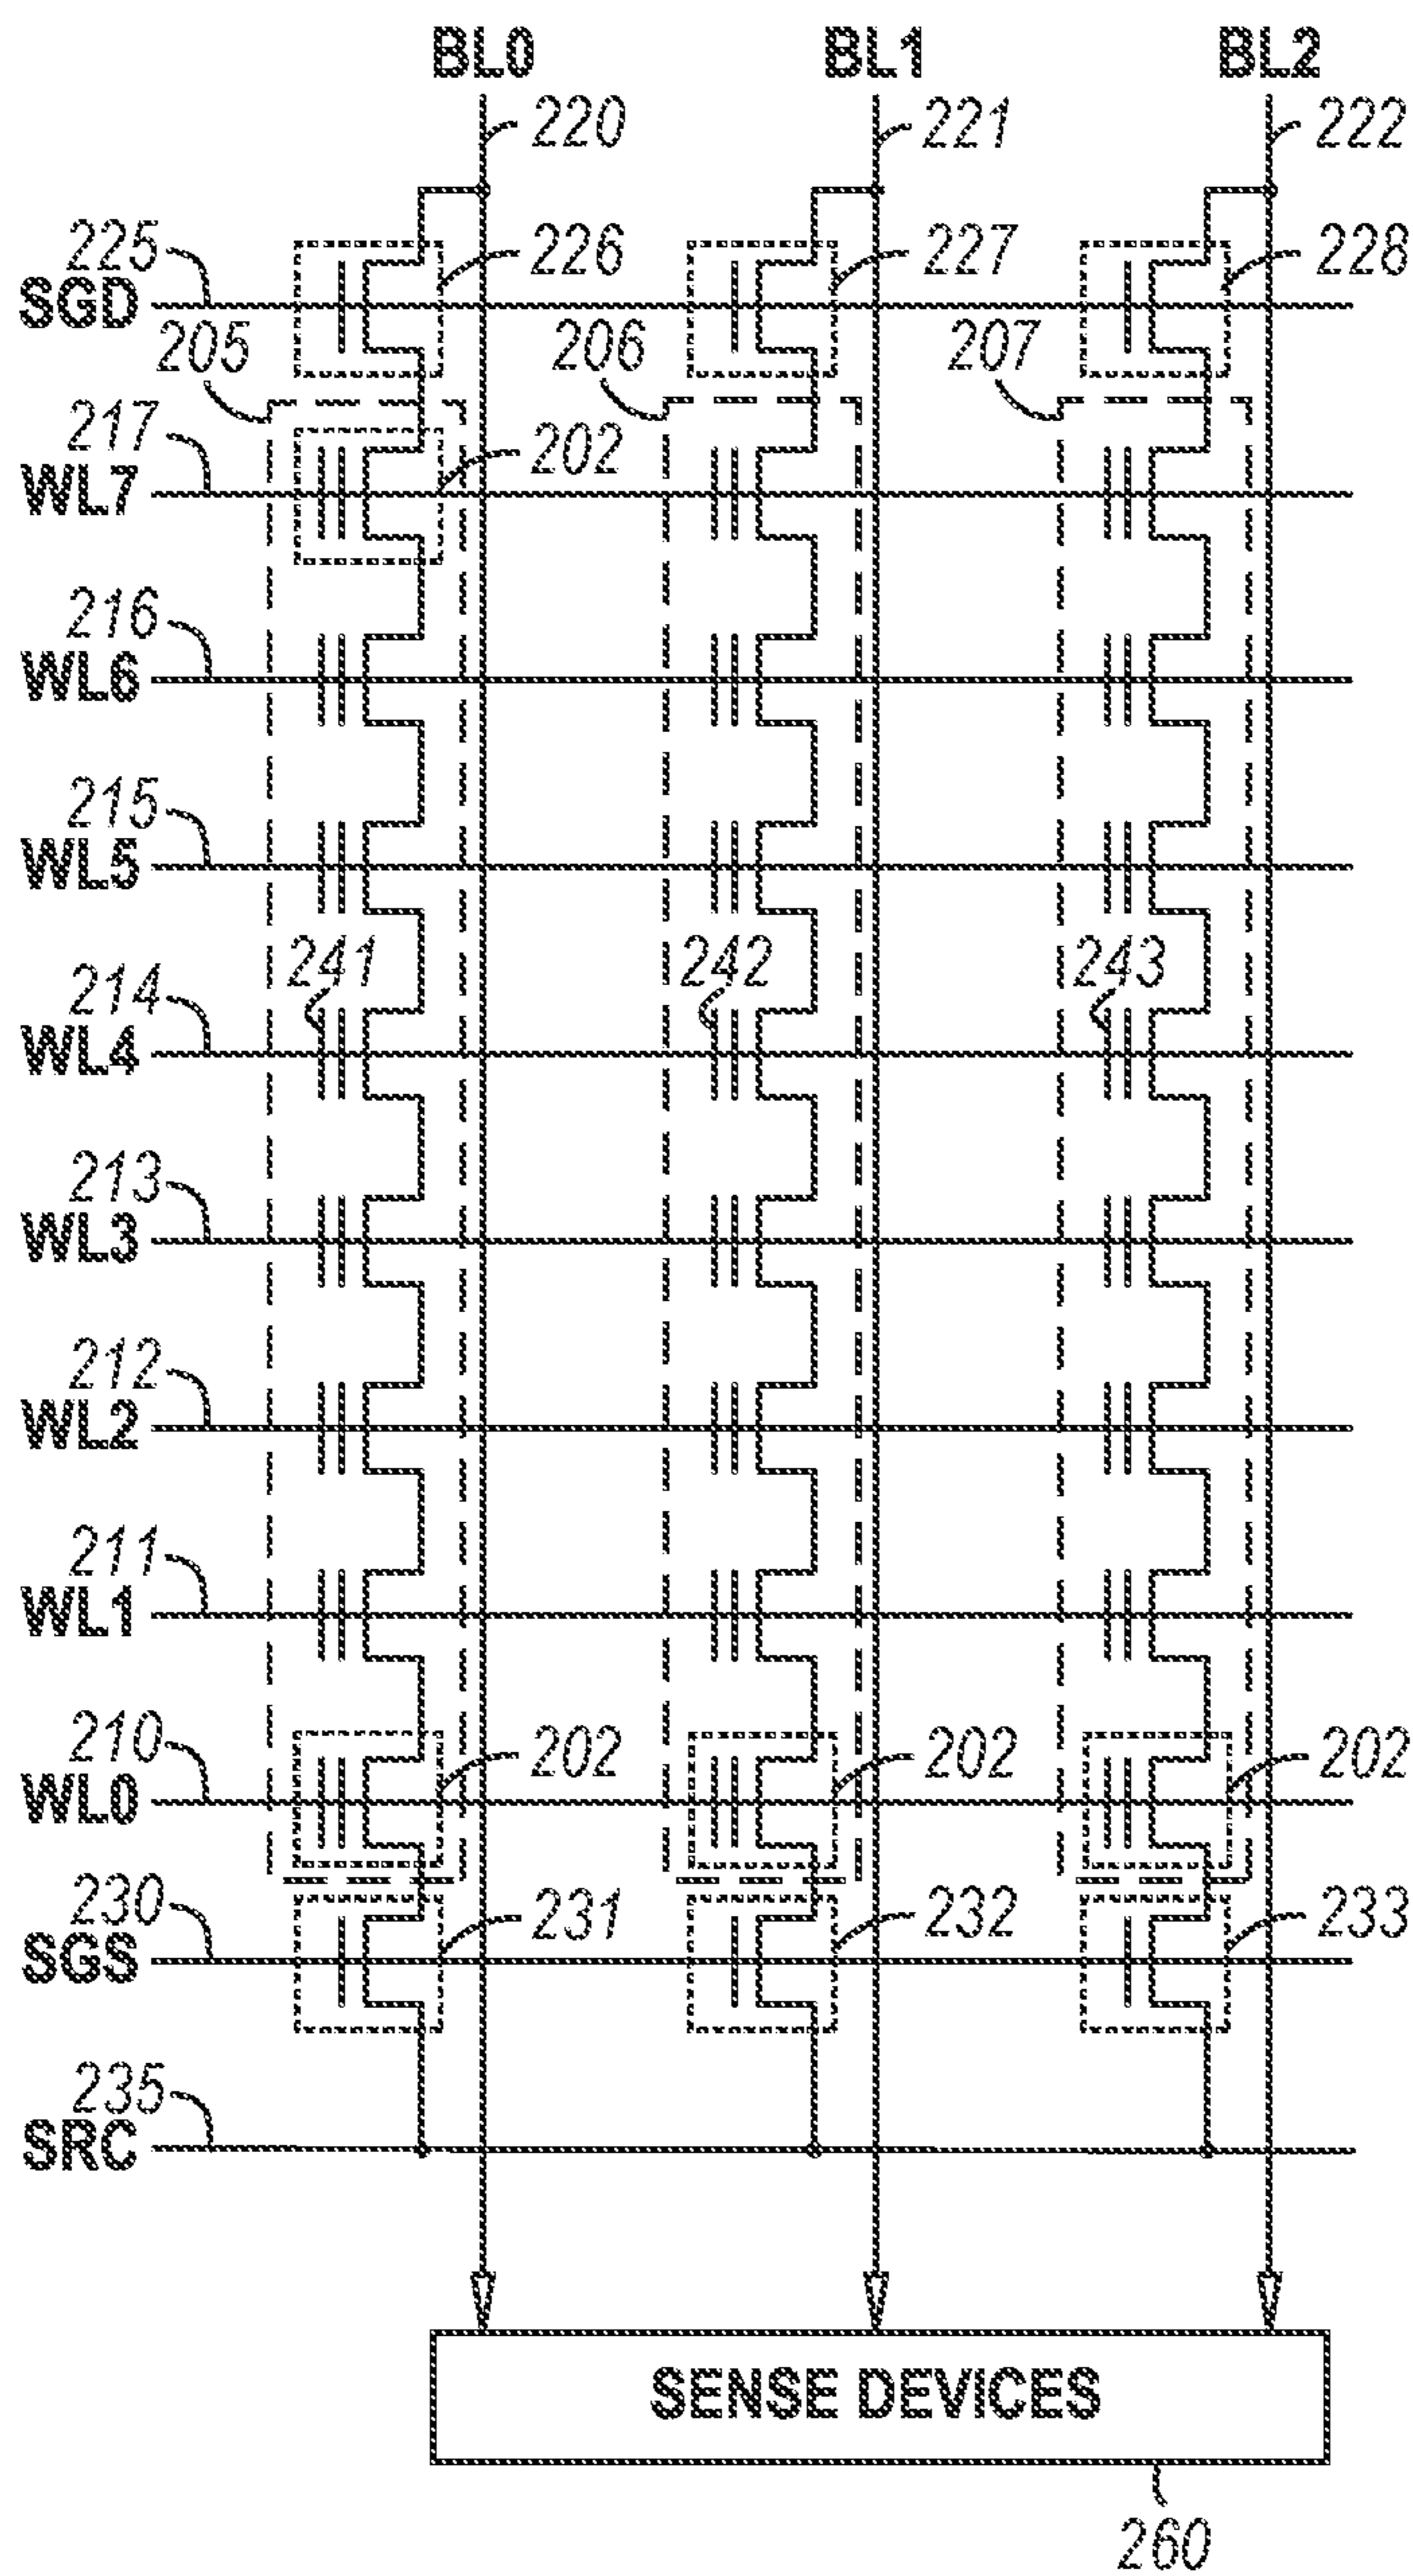 BL0 BL1 BL2
220 221 222
225 226 227 228
SGD
205 206 207
217 202
WL7
216
WL6
215
WL5
241 242 243
214
WL4
213
WL3
212
WL2
211
WL1
210 202 202 202
WL0
230 231 232 233
SGS
235
SRC
SENSE DEVICES
260